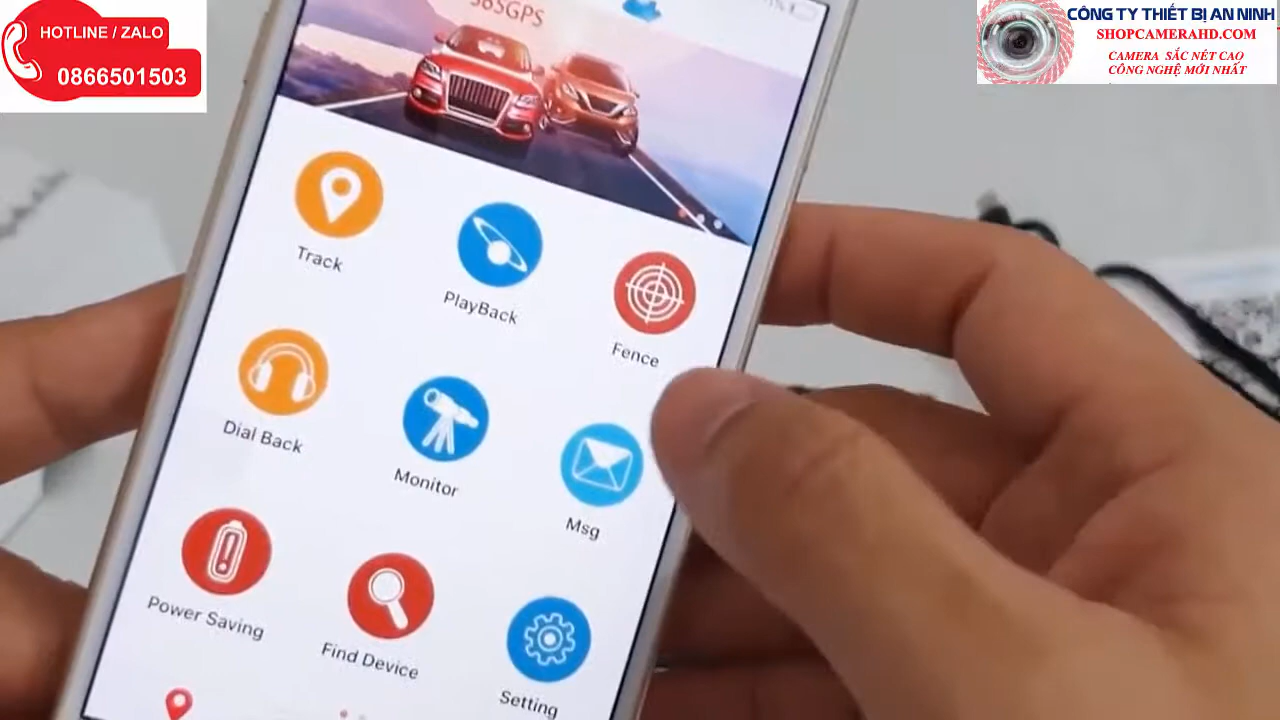 HOTLINE / ZALO
0866501503
CÔNG TY THIẾT BỊ AN NINH
SHOPCAMERAHD.COM
CAMERA SẮC NÉT CAO
CÔNG NGHỆ MỚI NHẤT
365GPS
Track
PlayBack
Fence
Dial Back
Monitor
Msg
Power Saving
Find Device
Setting